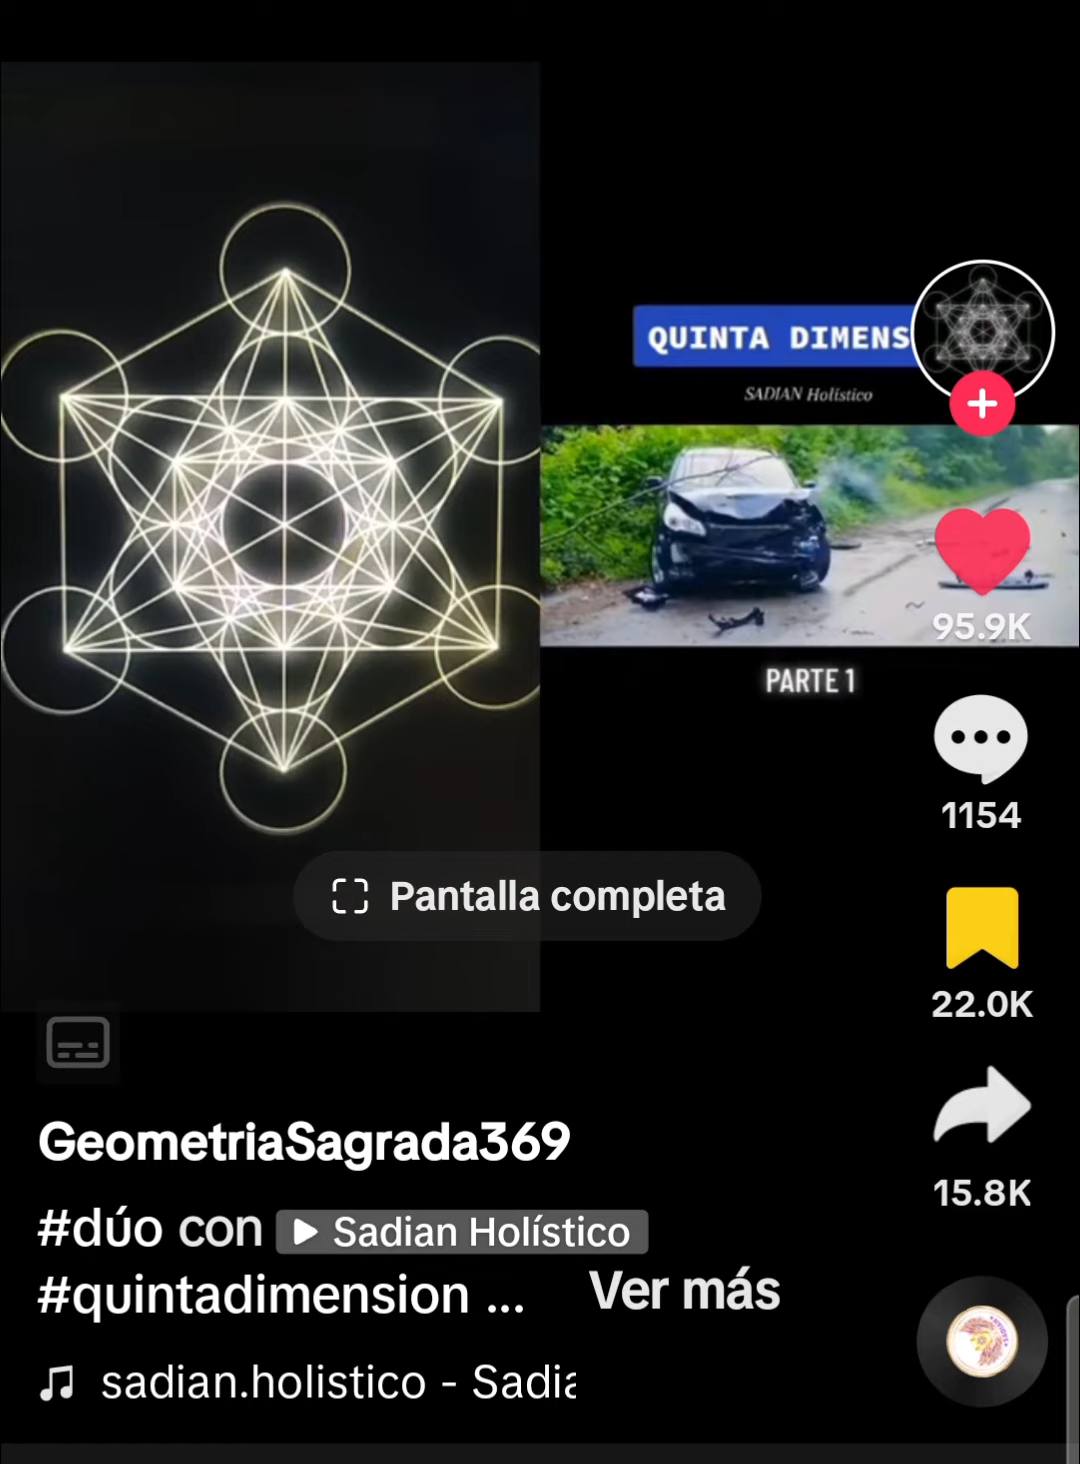 QUINTA DIMENS
SADIAN Holístico
PARTE 1
95.9K
1154
Pantalla completa
22.0K
15.8K
GeometriaSagrada369
#dúo con Sadian Holístico
#quintadimension ... Ver más
sadian.holistico - Sadia